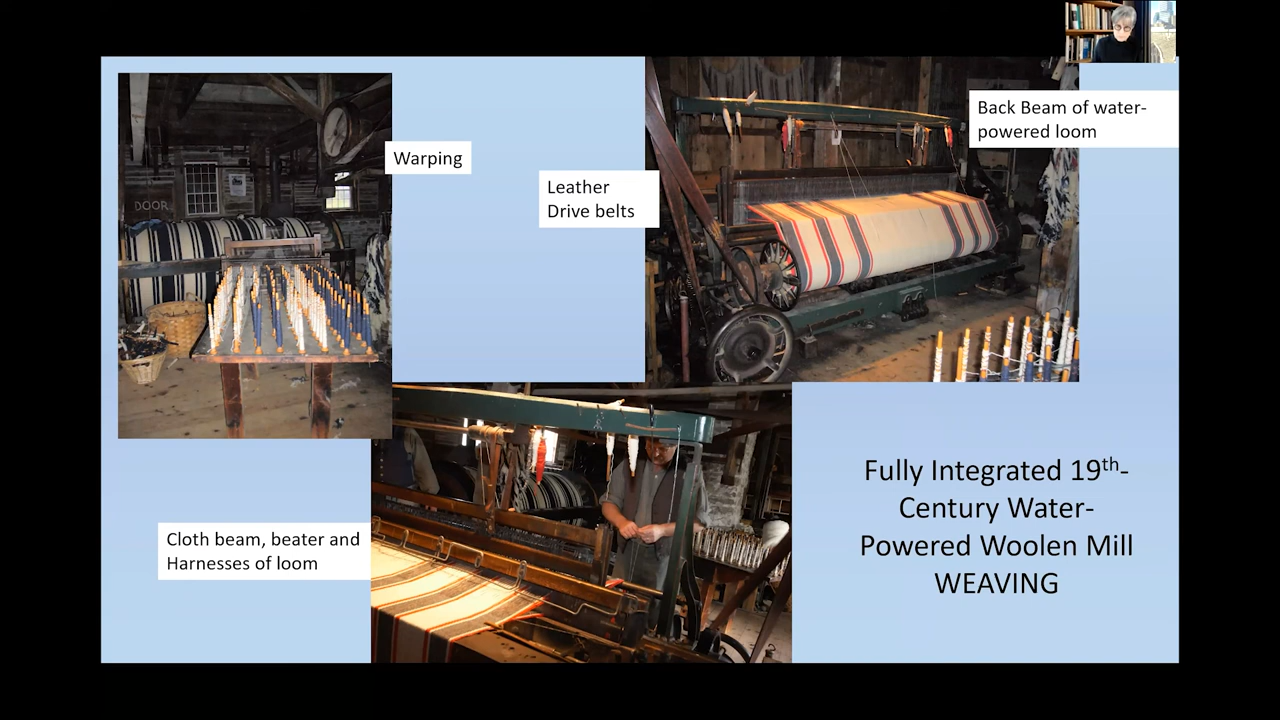 DOOR
Warping
Leather
Drive belts
Back Beam of water-
powered loom
Cloth beam, beater and
Harnesses of loom
Fully Integrated 19th-
Century Water-
Powered Woolen Mill
WEAVING